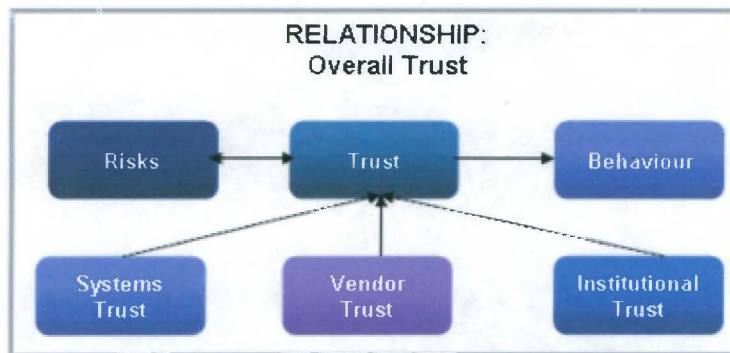 RELATIONSHIP:
Overall Trust
Risks
Trust
Behaviour
Systems
Trust
Vendor
Trust
Institutional
Trust